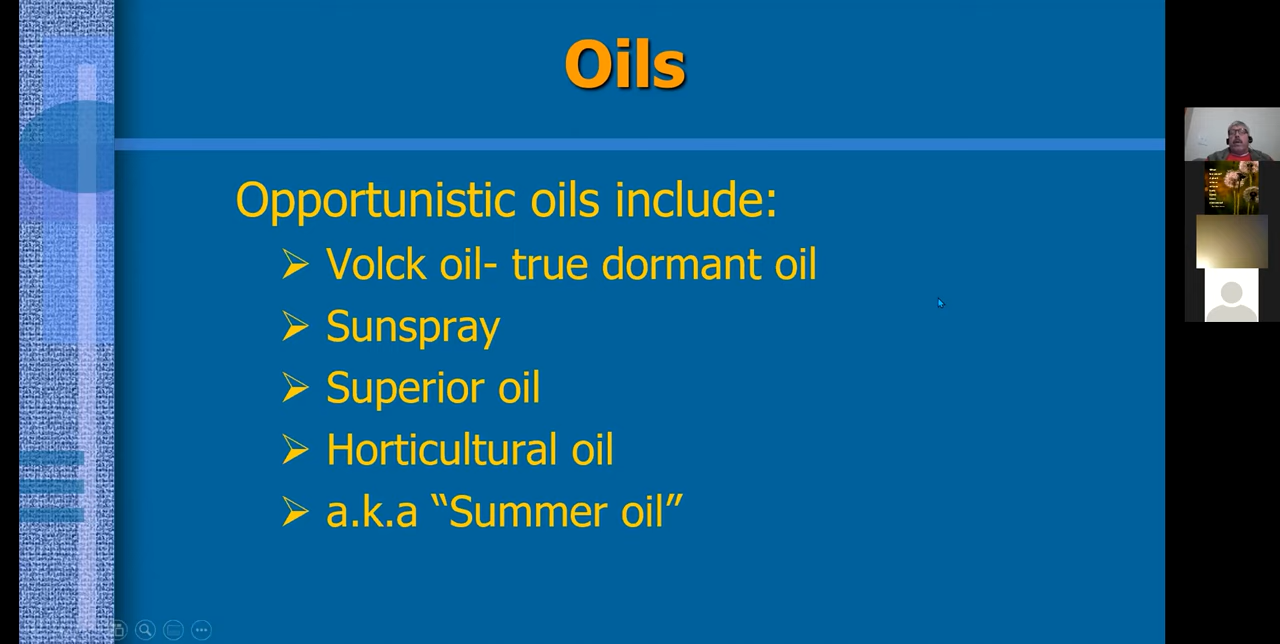 Oils
Opportunistic oils include:
Volck oil- true dormant oil
Sunspray
Superior oil
Horticultural oil
a.k.a “Summer oil”